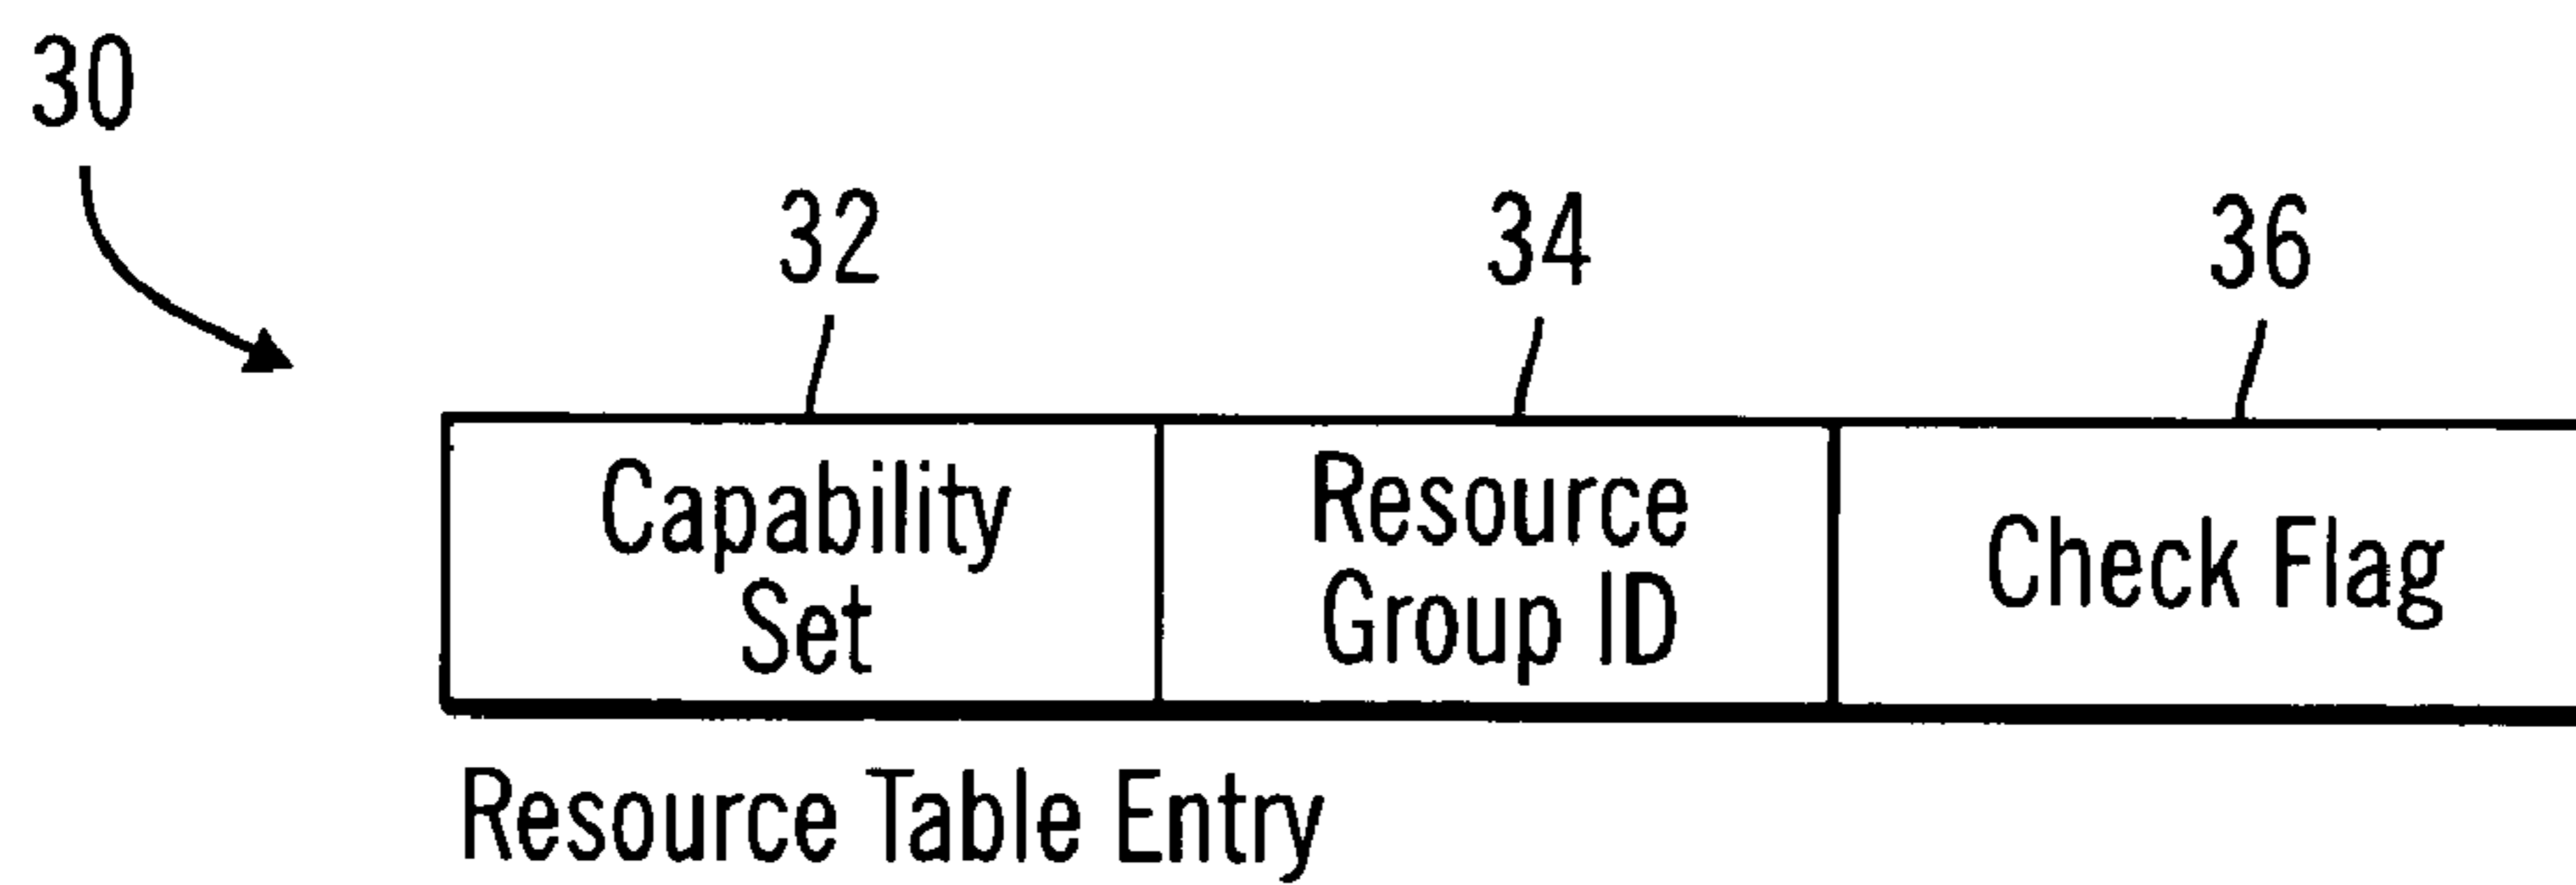 30
32
34
36
Capability
Set
Resource
Group ID
Check Flag
Resource Table Entry